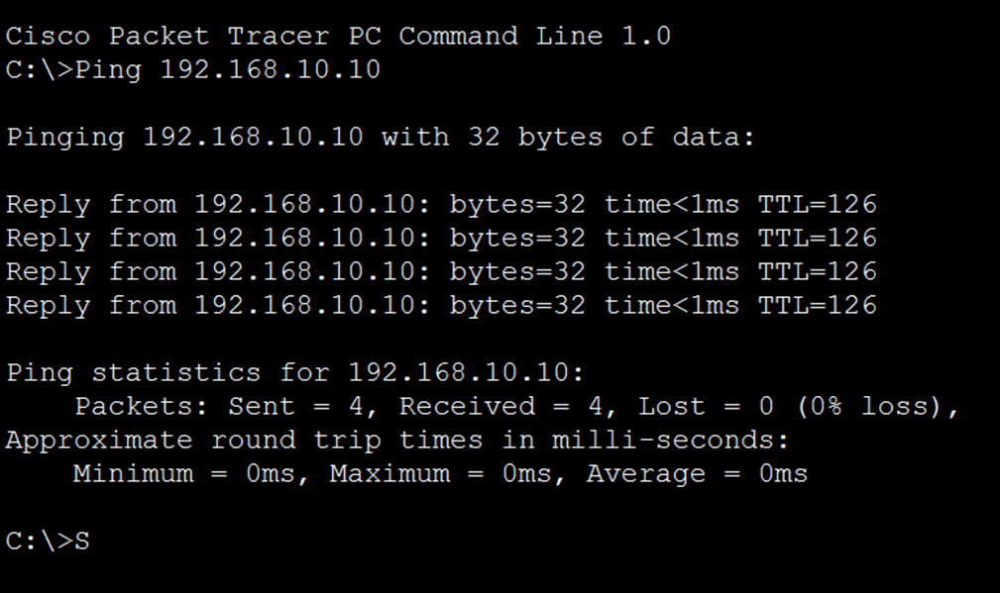 Cisco Packet Tracer PC Command Line 1.0
C:\>Ping 192.168.10.10
Pinging 192.168.10.10 with 32 bytes of data:
Reply from 192.168.10.10: bytes=32 time<1ms TTL=126
Reply from 192.168.10.10: bytes=32 time<1ms TTL=126
Reply from 192.168.10.10: bytes=32 time<1ms TTL=126
Reply from 192.168.10.10: bytes=32 time<1ms TTL=126
Ping statistics for 192.168.10.10:
    Packets: Sent = 4, Received = 4, Lost = 0 (0% loss),
Approximate round trip times in milli-seconds:
    Minimum = 0ms, Maximum = 0ms, Average = 0ms
C:\>S